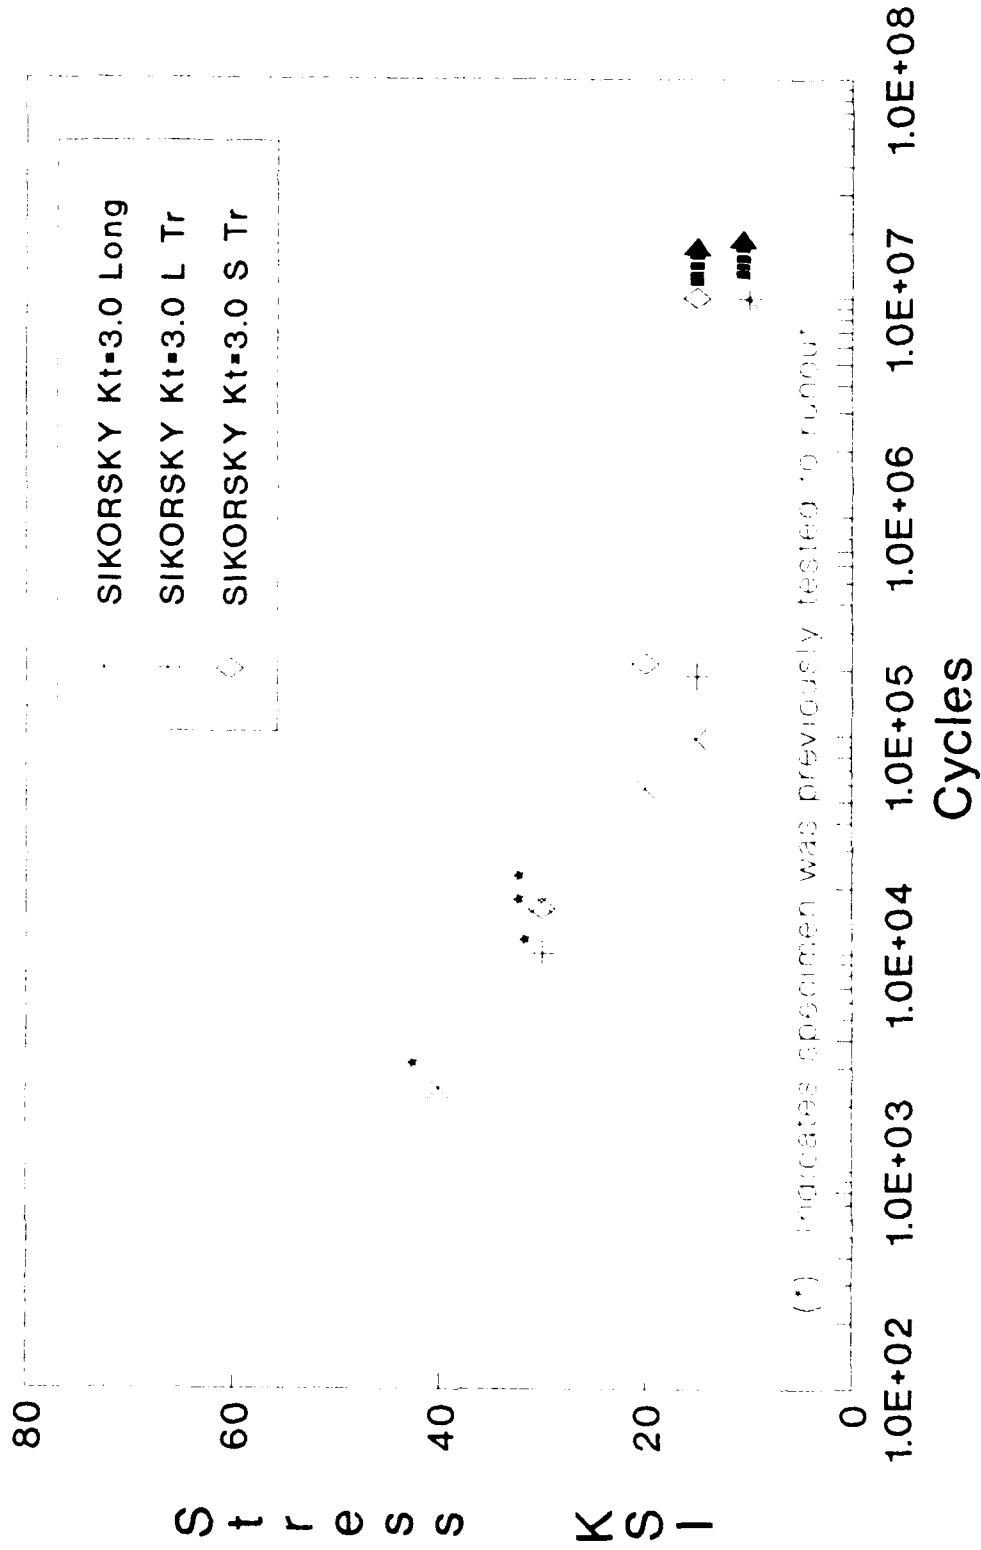 Stress KSI
80
60
40
20
0
SIKORSKY Kt=3.0 Long
SIKORSKY Kt=3.0 L Tr
SIKORSKY Kt=3.0 S Tr
(*) Indicates specimen was previously tested to runout
1.0E+02 1.0E+03 1.0E+04 1.0E+05 1.0E+06 1.0E+07 1.0E+08
Cycles